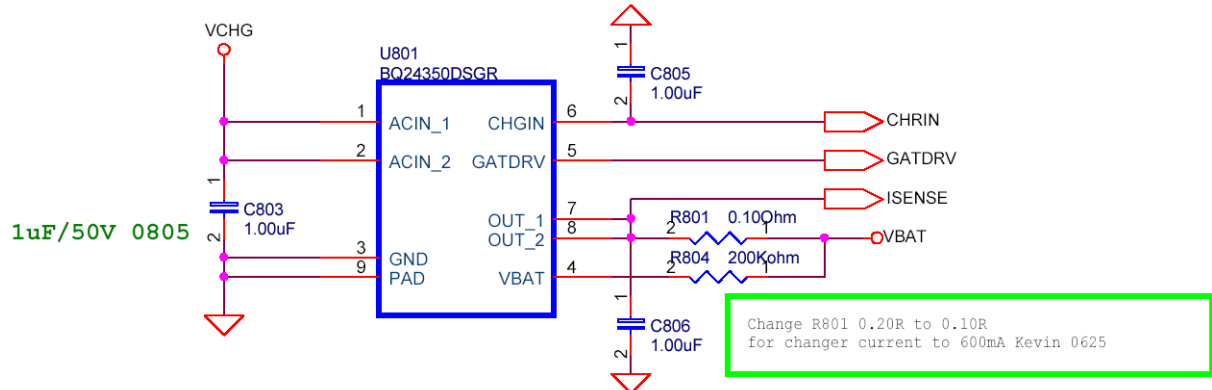 VCHG
U801
BQ24350DSGR
1
C805
1.00uF
2
1 ACIN_1 CHGIN 6 CHRIN
2 ACIN_2 GATDRV 5 GATDRV
ISENSE
1
C803
1.00uF
2
1uF/50V 0805
OUT_1 7
OUT_2 8
R801 0.10Ohm
2 1
VBAT
3 GND
9 PAD
VBAT 4
R804 200Kohm
2 1
1
C806
1.00uF
2
Change R801 0.20R to 0.10R
for changer current to 600mA Kevin 0625